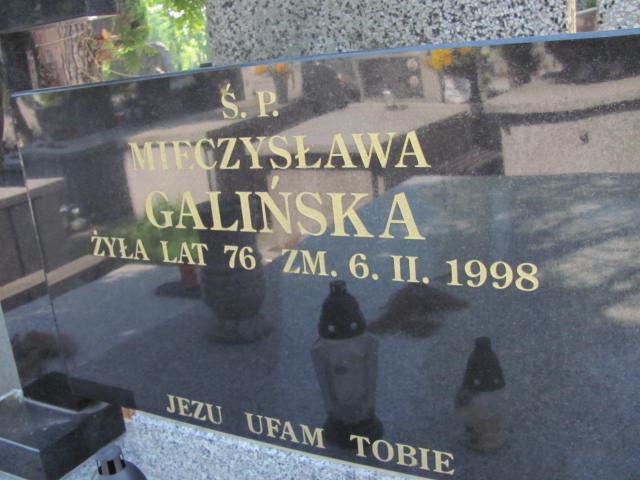 Ś. P.
MIECZYSŁAWA
GALIŃSKA
ŻYŁA LAT 76 - ZM. 6. II. 1998
JEZU UFAM TOBIE